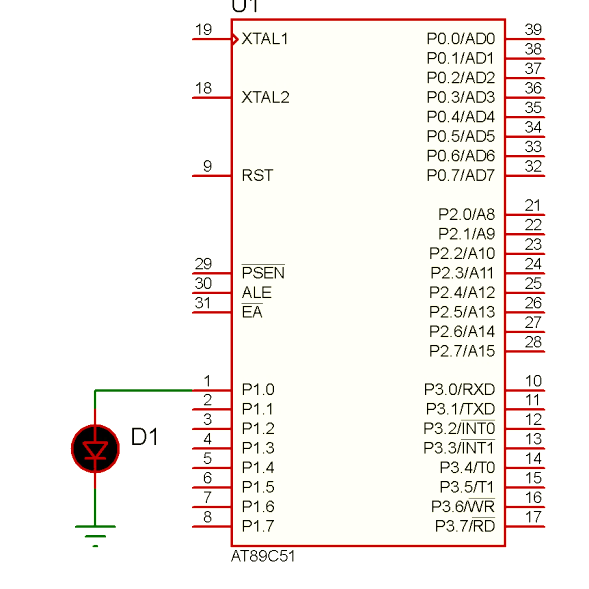 U1
19 XTAL1
18 XTAL2
9 RST
29 PSEN
30 ALE
31 EA
1 P1.0
2 P1.1
3 P1.2
4 P1.3
5 P1.4
6 P1.5
7 P1.6
8 P1.7
P0.0/AD0 39
P0.1/AD1 38
P0.2/AD2 37
P0.3/AD3 36
P0.4/AD4 35
P0.5/AD5 34
P0.6/AD6 33
P0.7/AD7 32
P2.0/A8 21
P2.1/A9 22
P2.2/A10 23
P2.3/A11 24
P2.4/A12 25
P2.5/A13 26
P2.6/A14 27
P2.7/A15 28
P3.0/RXD 10
P3.1/TXD 11
P3.2/INT0 12
P3.3/INT1 13
P3.4/T0 14
P3.5/T1 15
P3.6/WR 16
P3.7/RD 17
D1
AT89C51